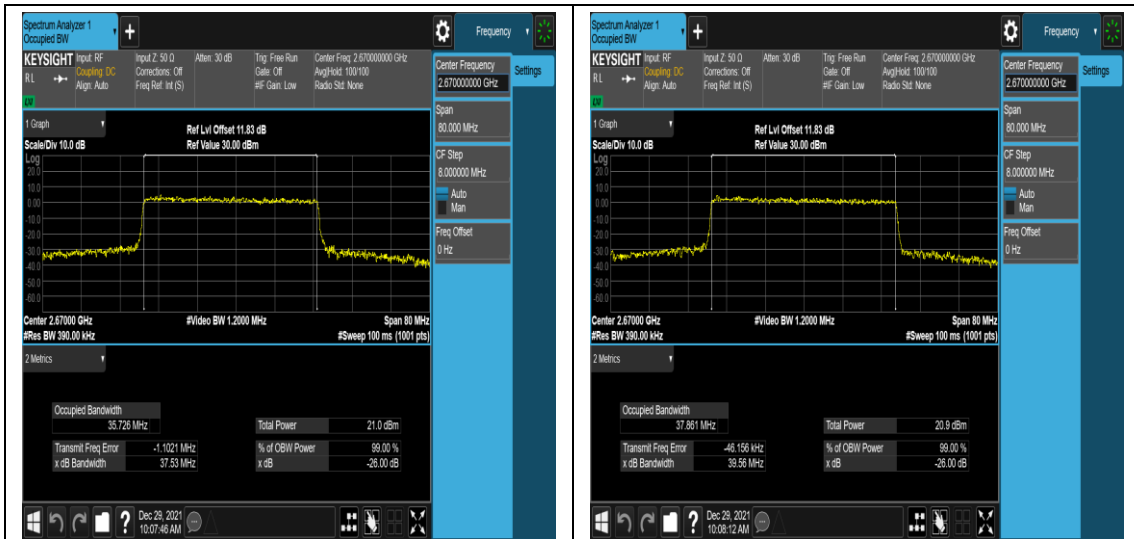 Spectrum Analyzer 1
Occupied BW
+
Frequency
KEYSIGHT
RL
Input: RF
Coupling: DC
Align: Auto
Input Z: 50 Ω
Corrections: Off
Freq Ref: Int (S)
Atten: 30 dB
Trig: Free Run
Gate: Off
#IF Gain: Low
Center Freq: 2.670000000 GHz
Avg|Hold: 100/100
Radio Std: None
Center Frequency
2.670000000 GHz
Settings
Span
80.000 MHz
CF Step
8.000000 MHz
Auto
Man
Freq Offset
0 Hz
1 Graph
Scale/Div 10.0 dB
Ref Lvl Offset 11.83 dB
Ref Value 30.00 dBm
Log
20.0
10.0
0.00
-10.0
-20.0
-30.0
-40.0
-50.0
-60.0
Center 2.67000 GHz
#Res BW 390.00 kHz
#Video BW 1.2000 MHz
Span 80 MHz
#Sweep 100 ms (1001 pts)
2 Metrics
Occupied Bandwidth
35.726 MHz
Total Power 21.0 dBm
Transmit Freq Error -1.1021 MHz
% of OBW Power 99.00 %
x dB Bandwidth 37.53 MHz
x dB -26.00 dB
?
Dec 29, 2021
10:07:46 AM
Spectrum Analyzer 1
Occupied BW
+
Frequency
KEYSIGHT
RL
Input: RF
Coupling: DC
Align: Auto
Input Z: 50 Ω
Corrections: Off
Freq Ref: Int (S)
Atten: 30 dB
Trig: Free Run
Gate: Off
#IF Gain: Low
Center Freq: 2.670000000 GHz
Avg|Hold: 100/100
Radio Std: None
Center Frequency
2.670000000 GHz
Settings
Span
80.000 MHz
CF Step
8.000000 MHz
Auto
Man
Freq Offset
0 Hz
1 Graph
Scale/Div 10.0 dB
Ref Lvl Offset 11.83 dB
Ref Value 30.00 dBm
Log
20.0
10.0
0.00
-10.0
-20.0
-30.0
-40.0
-50.0
-60.0
Center 2.67000 GHz
#Res BW 390.00 kHz
#Video BW 1.2000 MHz
Span 80 MHz
#Sweep 100 ms (1001 pts)
2 Metrics
Occupied Bandwidth
37.861 MHz
Total Power 20.9 dBm
Transmit Freq Error -46.156 kHz
% of OBW Power 99.00 %
x dB Bandwidth 39.56 MHz
x dB -26.00 dB
?
Dec 29, 2021
10:08:12 AM